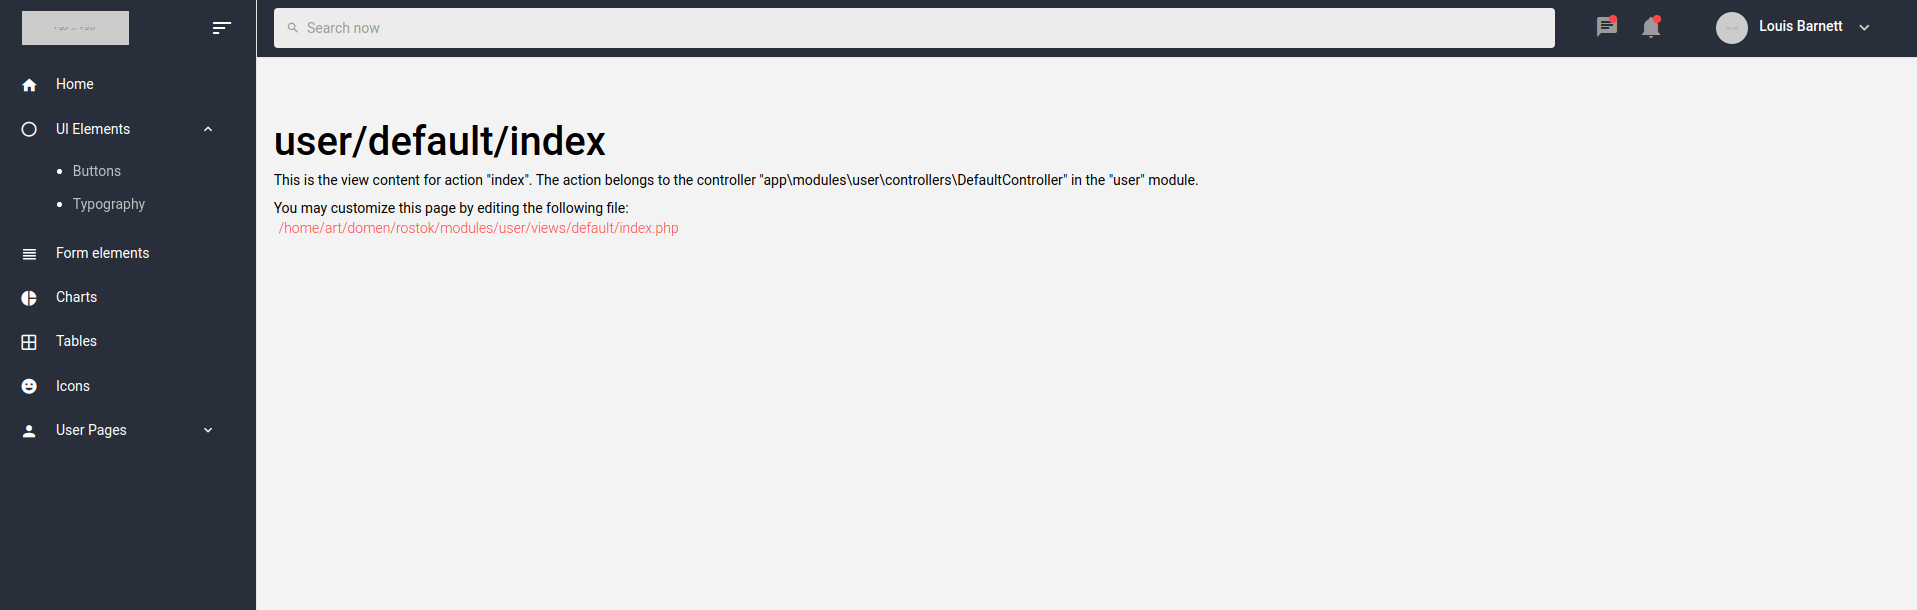 Search now
Louis Barnett
Home
UI Elements
Buttons
Typography
Form elements
Charts
Tables
Icons
User Pages
user/default/index
This is the view content for action "index". The action belongs to the controller "app\modules\user\controllers\DefaultController" in the "user" module.
You may customize this page by editing the following file:
/home/art/domen/rostok/modules/user/views/default/index.php